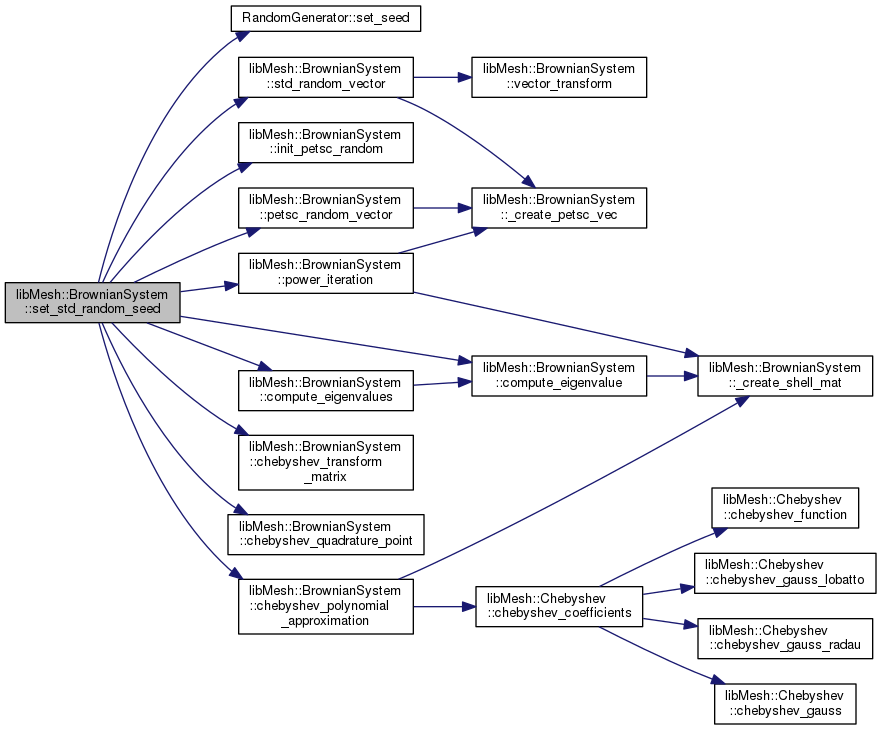 RandomGenerator::set_seed
libMesh::BrownianSystem
::std_random_vector
libMesh::BrownianSystem
::vector_transform
libMesh::BrownianSystem
::init_petsc_random
libMesh::BrownianSystem
::petsc_random_vector
libMesh::BrownianSystem
::_create_petsc_vec
libMesh::BrownianSystem
::power_iteration
libMesh::BrownianSystem
::set_std_random_seed
libMesh::BrownianSystem
::compute_eigenvalues
libMesh::BrownianSystem
::compute_eigenvalue
libMesh::BrownianSystem
::_create_shell_mat
libMesh::BrownianSystem
::chebyshev_transform
_matrix
libMesh::BrownianSystem
::chebyshev_quadrature_point
libMesh::BrownianSystem
::chebyshev_polynomial
_approximation
libMesh::Chebyshev
::chebyshev_coefficients
libMesh::Chebyshev
::chebyshev_function
libMesh::Chebyshev
::chebyshev_gauss_lobatto
libMesh::Chebyshev
::chebyshev_gauss_radau
libMesh::Chebyshev
::chebyshev_gauss